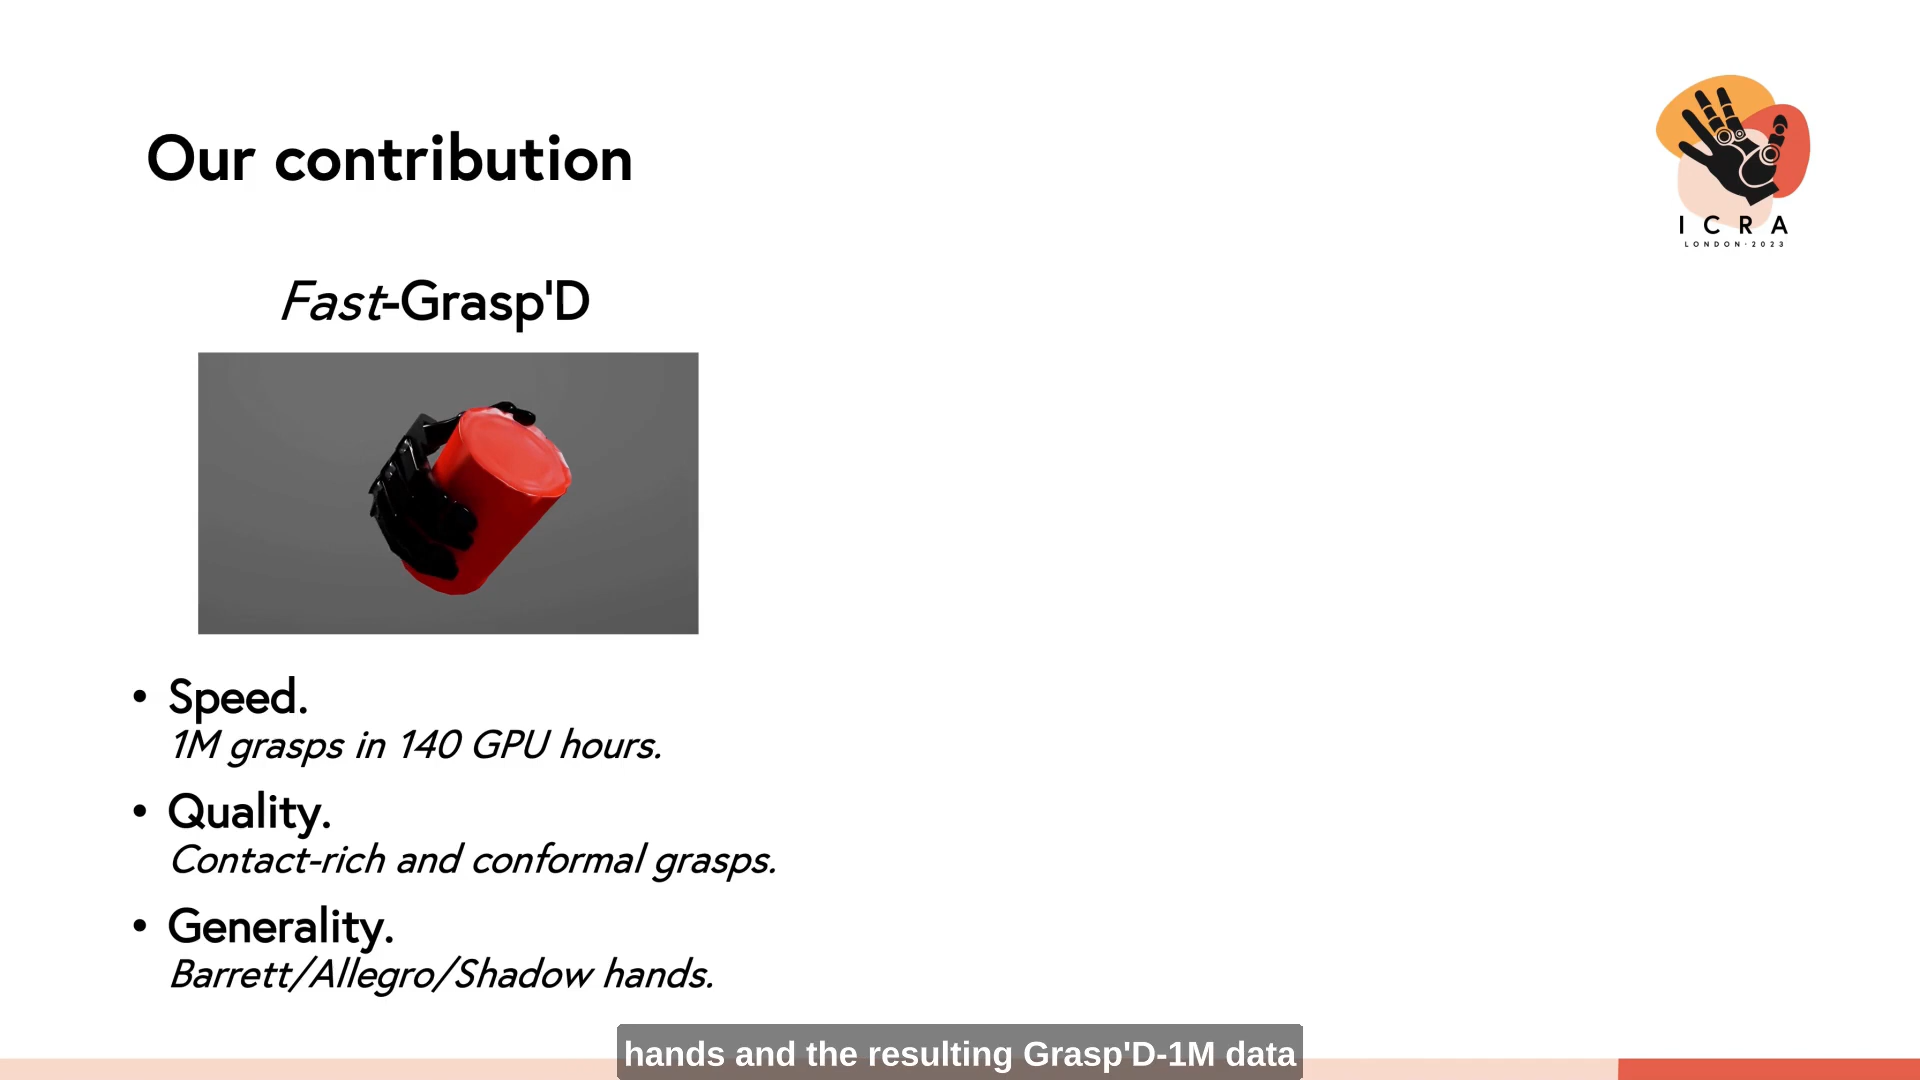 Our contribution
ICRA
LONDON·2023
Fast-Grasp'D
• Speed.
1M grasps in 140 GPU hours.
• Quality.
Contact-rich and conformal grasps.
• Generality.
Barrett/Allegro/Shadow hands.
hands and the resulting Grasp'D-1M data